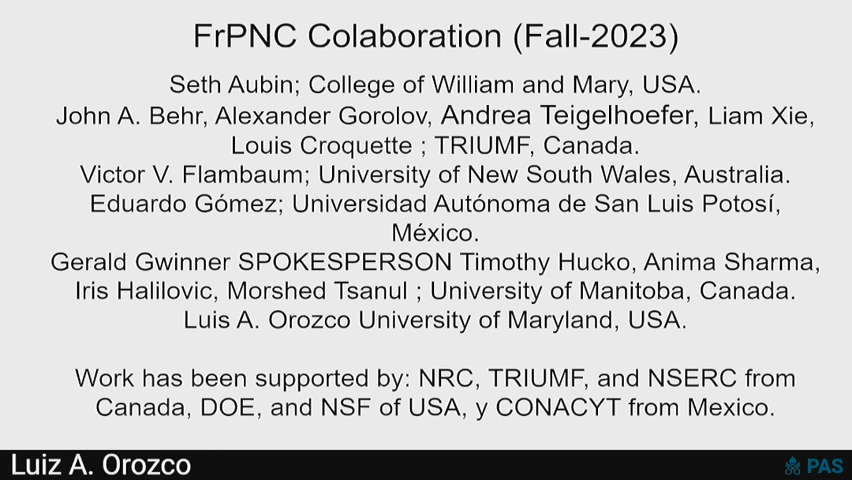 FrPNC Colaboration (Fall-2023)
Seth Aubin; College of William and Mary, USA.
John A. Behr, Alexander Gorolov, Andrea Teigelhoefer, Liam Xie,
Louis Croquette ; TRIUMF, Canada.
Victor V. Flambaum; University of New South Wales, Australia.
Eduardo Gómez; Universidad Autónoma de San Luis Potosí,
México.
Gerald Gwinner SPOKESPERSON Timothy Hucko, Anima Sharma,
Iris Halilovic, Morshed Tsanul ; University of Manitoba, Canada.
Luis A. Orozco University of Maryland, USA.
Work has been supported by: NRC, TRIUMF, and NSERC from
Canada, DOE, and NSF of USA, y CONACYT from Mexico.
Luiz A. Orozco
PAS